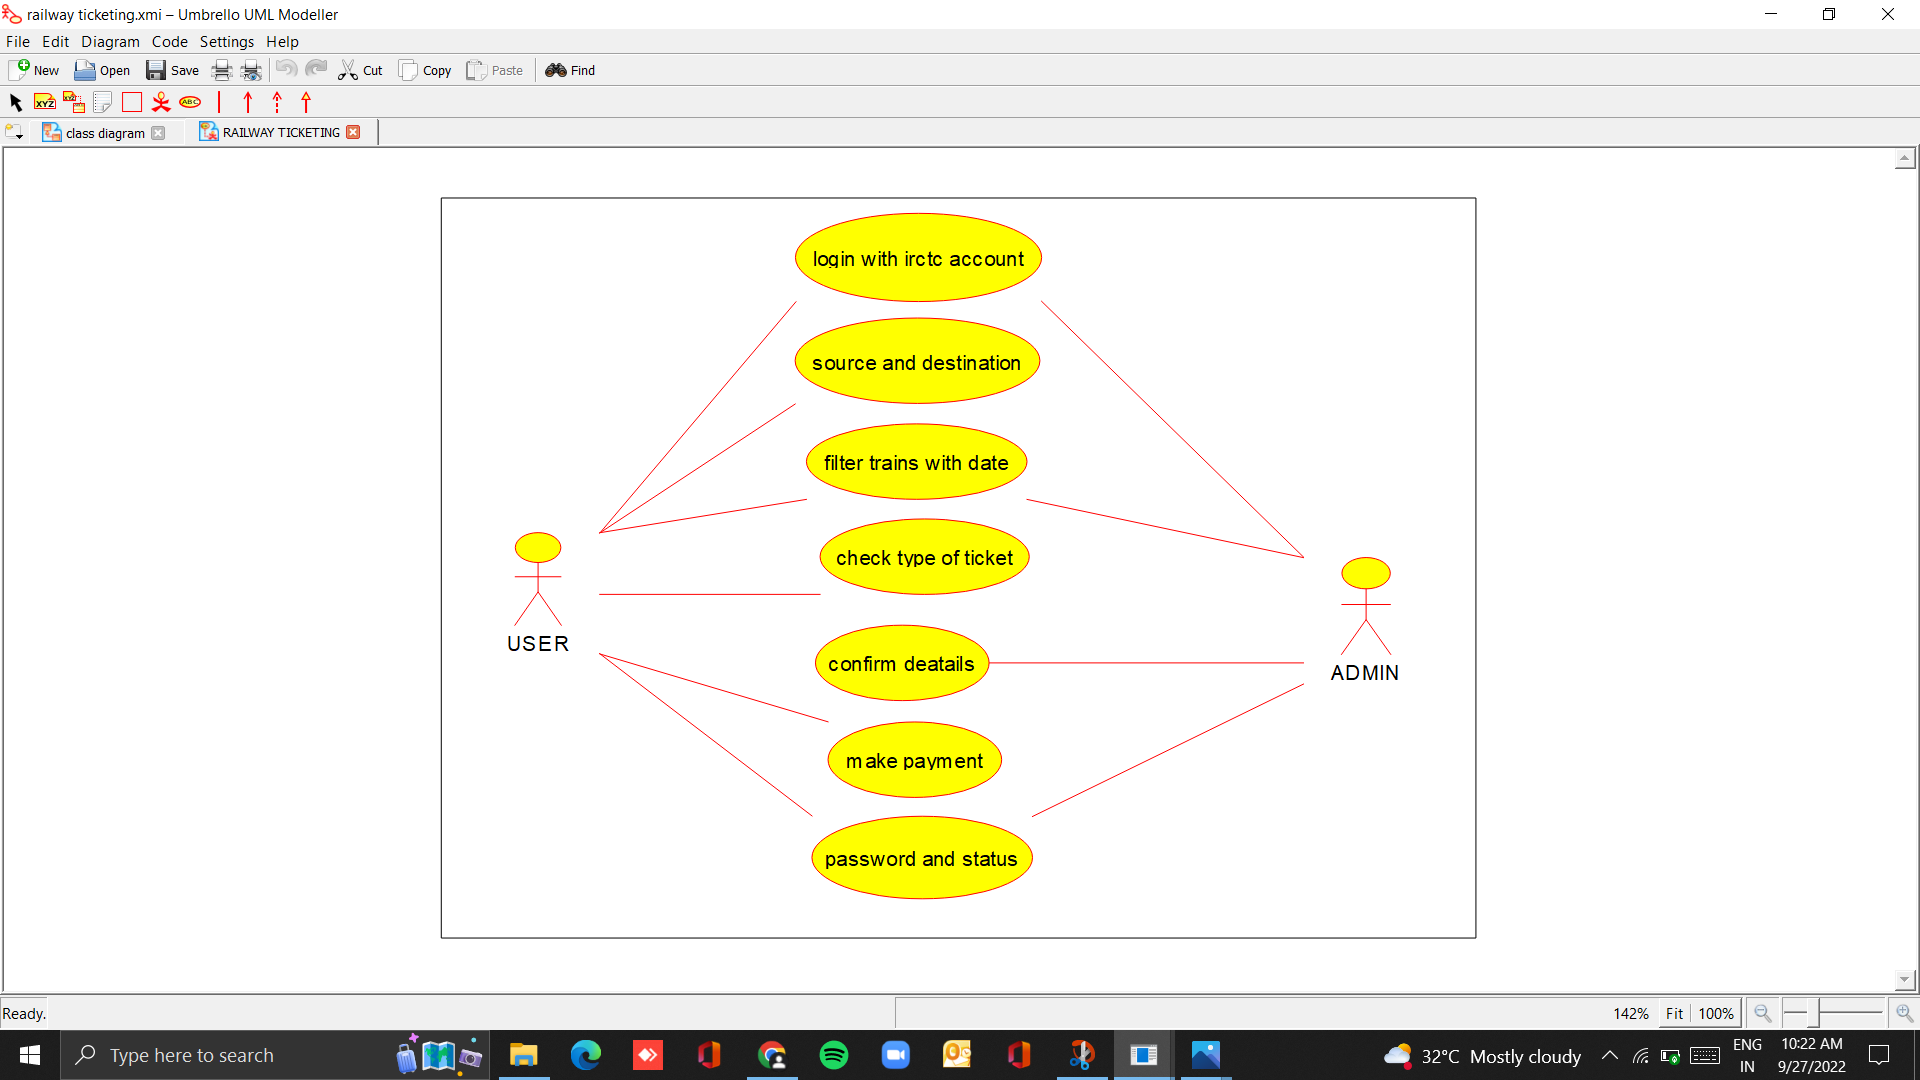 railway ticketing.xmi – Umbrello UML Modeller
File Edit Diagram Code Settings Help
New Open Save Cut Copy Paste Find
XYZ XYZ ABC
class diagram RAILWAY TICKETING
login with irctc account
source and destination
filter trains with date
check type of ticket
USER
confirm deatails
ADMIN
make payment
password and status
Ready. 142% Fit 100%
Type here to search
32°C Mostly cloudy
ENG
IN
10:22 AM
9/27/2022